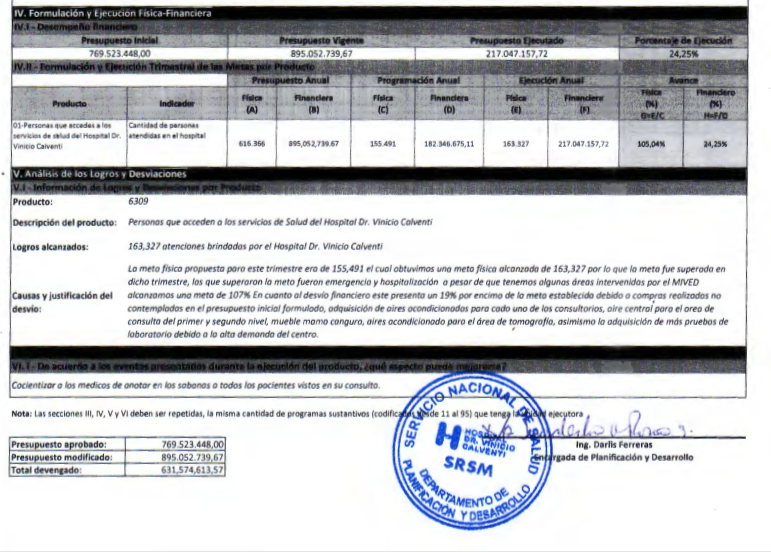 IV. Formulación y Ejecución Física-Financiera
IV.I - Desempeño financiero
Presupuesto Inicial Presupuesto Vigente Presupuesto Ejecutado Porcentaje de Ejecución
769.523.448,00 895.052.739,67 217.047.157,72 24,25%
IV.II - Formulación y Ejecución Trimestral de las Metas por Producto
Presupuesto Anual Programación Anual Ejecución Anual Avance
Producto Indicador Física (A) Financiera (B) Física (C) Financiera (D) Física (E) Financiera (F) Física (%) G=E/C Financiero (%) H=F/D
01-Personas que acceden a los Cantidad de personas
servicios de salud del Hospital Dr. atendidas en el hospital
Vinicio Calventi
616.366 895,052,739.67 155.491 182.346.675,11 163.327 217.047.157,72 105,04% 24,25%
V. Análisis de los Logros y Desviaciones
V.I - Información de Logros y Desviaciones por Producto
Producto: 6309
Descripción del producto: Personas que acceden a los servicios de Salud del Hospital Dr. Vinicio Calventi
Logros alcanzados: 163,327 atenciones brindadas por el Hospital Dr. Vinicio Calventi
Causas y justificación del desvío:
La meta física propuesta para este trimestre era de 155,491 el cual obtuvimos una meta física alcanzada de 163,327 por lo que la meta fue superada en
dicho trimestre, las que superaron la meta fueron emergencia y hospitalización a pesar de que tenemos algunas áreas intervenidas por el MIVED
alcanzamos una meta de 107% En cuanto al desvío financiero este presenta un 19% por encima de la meta establecida debido a compras realizadas no
contempladas en el presupuesto inicial formulado, adquisición de aires acondicionados para cada uno de los consultorios, aire central para el area de
consulta del primer y segundo nivel, mueble mama canguro, aires acondicionado para el área de tomografía, asimismo la adquisición de más pruebas de
laboratorio debido a la alta demanda del centro.
VI.I - De acuerdo a los eventos presentados durante la ejecución del producto, ¿qué aspecto puede mejorarse?
Cocientizar a los medicos de anotar en las sabanas a todos los pacientes vistos en su consulta.
Nota: Las secciones III, IV, V y VI deben ser repetidas, la misma cantidad de programas sustantivos (codificados desde 11 al 95) que tenga la unidad ejecutora
Presupuesto aprobado: 769.523.448,00
Presupuesto modificado: 895.052.739,67
Total devengado: 631,574,613,57
SERVICIO NACIONAL DE SALUD
HOSPITAL
DR. VINICIO
CALVENTI
SRSM
DEPARTAMENTO DE
PLANIFICACIÓN Y DESARROLLO
Ing. Darlis Ferreras
Encargada de Planificación y Desarrollo